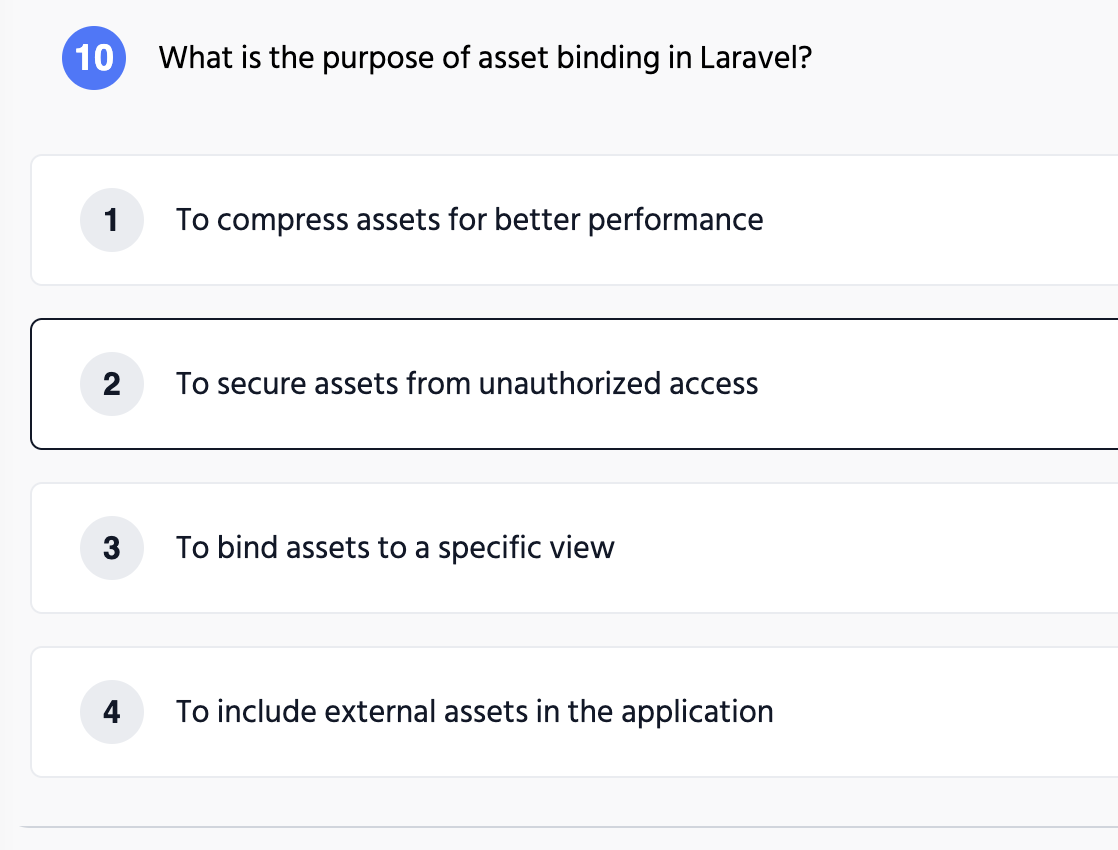 10 What is the purpose of asset binding in Laravel?
1 To compress assets for better performance
2 To secure assets from unauthorized access
3 To bind assets to a specific view
4 To include external assets in the application